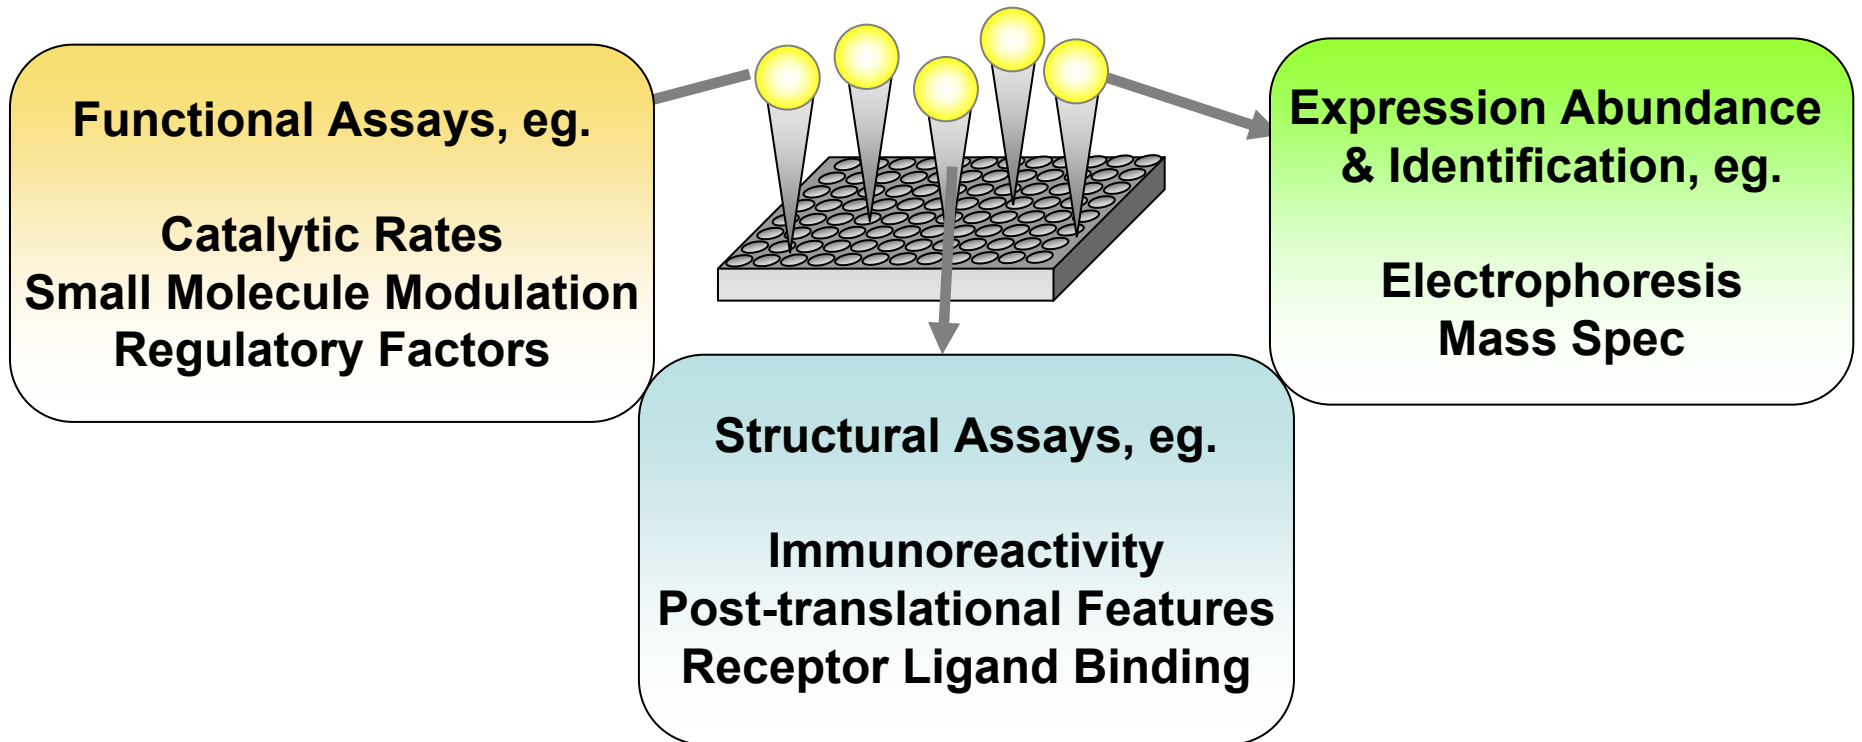 Functional Assays, eg.
Catalytic Rates
Small Molecule Modulation
Regulatory Factors
Expression Abundance
& Identification, eg.
Electrophoresis
Mass Spec
Structural Assays, eg.
Immunoreactivity
Post-translational Features
Receptor Ligand Binding